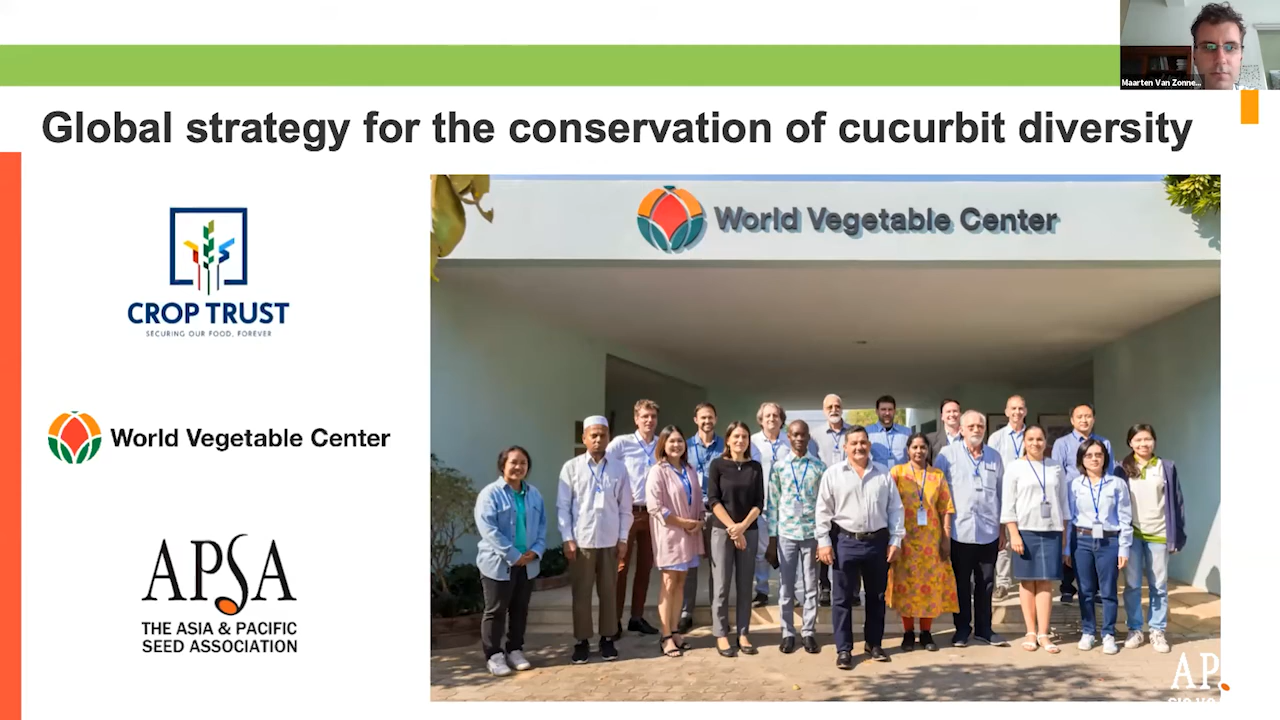 Maarten Van Zonne...
Global strategy for the conservation of cucurbit diversity
World Vegetable Center
CROP TRUST
SECURING OUR FOOD, FOREVER
World Vegetable Center
APSA
THE ASIA & PACIFIC
SEED ASSOCIATION